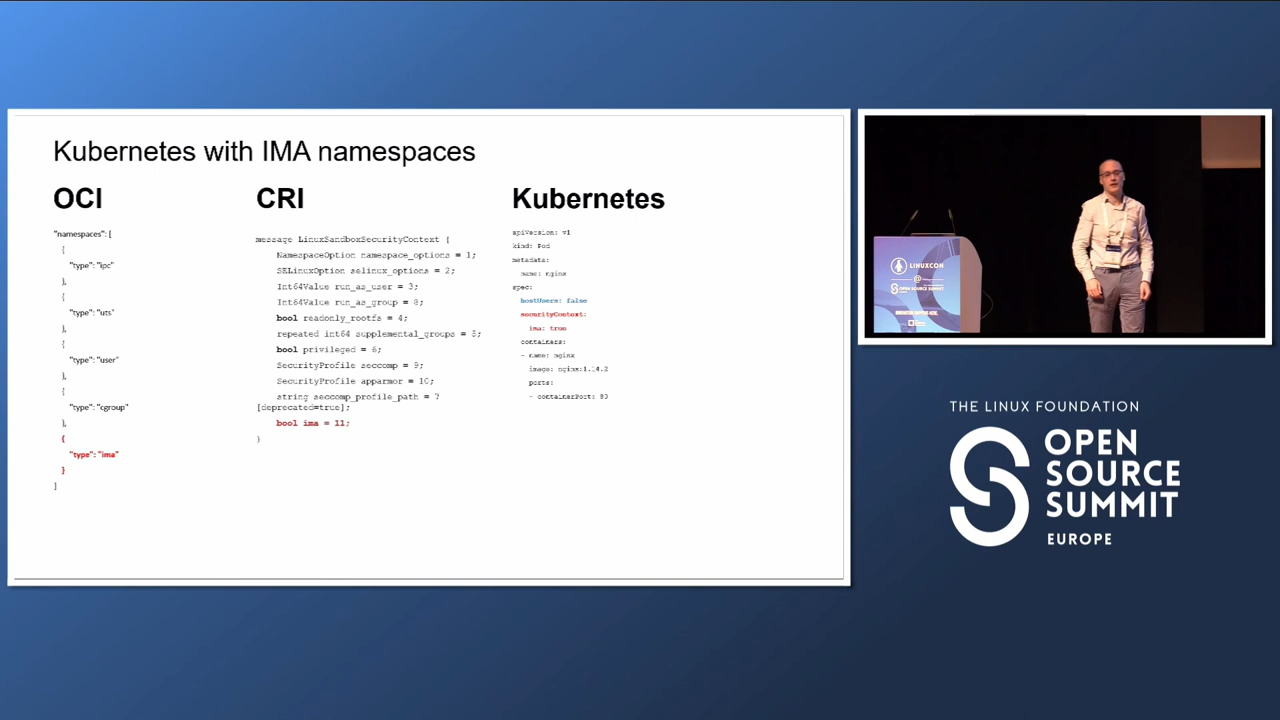 Kubernetes with IMA namespaces
OCI
"namespaces": [
{
"type": "ipc"
},
{
"type": "uts"
},
{
"type": "user"
},
{
"type": "cgroup"
},
{
"type": "ima"
}
]
CRI
message LinuxSandboxSecurityContext {
NamespaceOption namespace_options = 1;
SELinuxOption selinux_options = 2;
Int64Value run_as_user = 3;
Int64Value run_as_group = 8;
bool readonly_rootfs = 4;
repeated int64 supplemental_groups = 5;
bool privileged = 6;
SecurityProfile seccomp = 9;
SecurityProfile apparmor = 10;
string seccomp_profile_path = 7
[deprecated=true];
bool ima = 11;
}
Kubernetes
apiVersion: v1
kind: Pod
metadata:
name: nginx
spec:
hostUsers: false
securityContext:
ima: true
containers:
- name: nginx
image: nginx:1.14.2
ports:
- containerPort: 80
LINUXCON
@
OPEN SOURCE SUMMIT
THE LINUX FOUNDATION
OPEN
SOURCE
SUMMIT
EUROPE